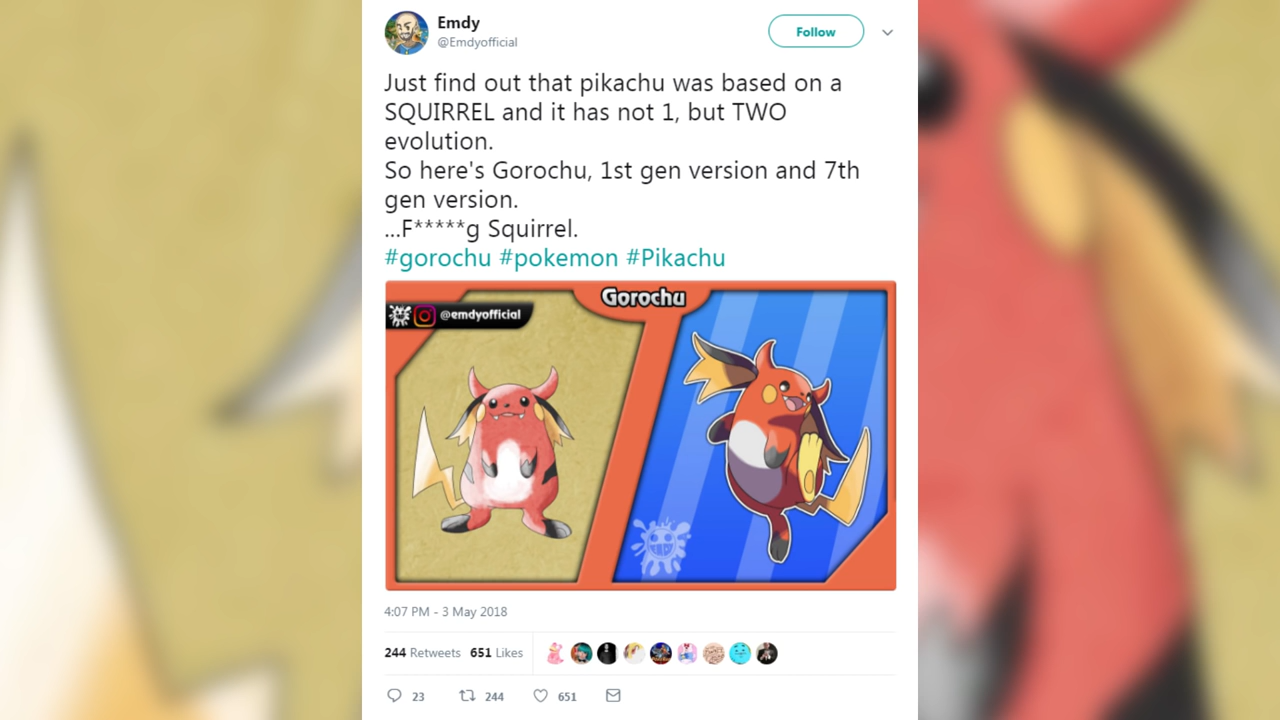 Emdy
@Emdyofficial
Follow
Just find out that pikachu was based on a
SQUIRREL and it has not 1, but TWO
evolution.
So here's Gorochu, 1st gen version and 7th
gen version.
...F*****g Squirrel.
#gorochu #pokemon #Pikachu
Gorochu
@emdyofficial
EMDY
4:07 PM - 3 May 2018
244 Retweets 651 Likes
23 244 651